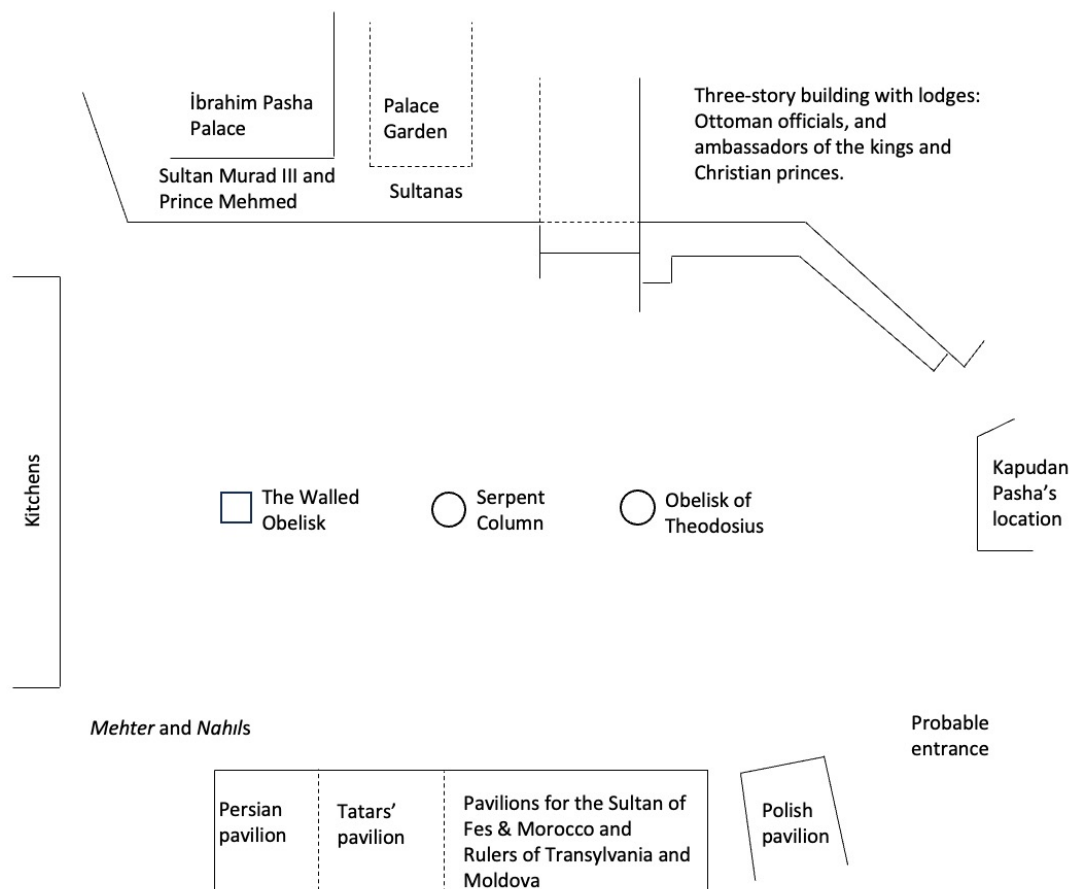 İbrahim Pasha
Palace
Sultan Murad III and
Prince Mehmed
Palace
Garden
Sultanas
Three-story building with lodges:
Ottoman officials, and
ambassadors of the kings and
Christian princes.
Kitchens
The Walled
Obelisk
Serpent
Column
Obelisk of
Theodosius
Kapudan
Pasha’s
location
Mehter and Nahıls
Probable
entrance
Persian
pavilion
Tatars’
pavilion
Pavilions for the Sultan of
Fes & Morocco and
Rulers of Transylvania and
Moldova
Polish
pavilion